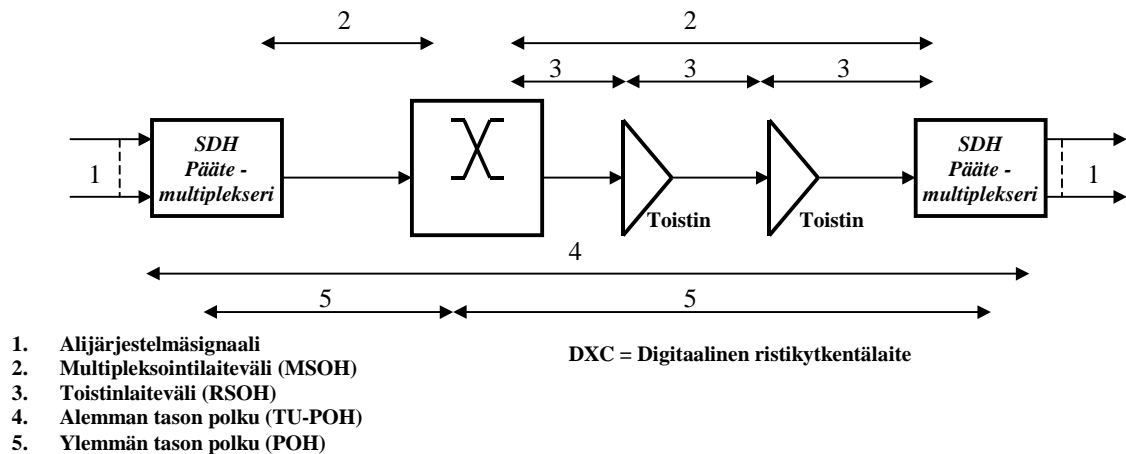 2 2
3 3 3
SDH SDH
Pääte - Pääte -
1 multiplekseri multiplekseri 1
Toistin Toistin
4
5 5
1. Alijärjestelmäsignaali
2. Multipleksointilaiteväli (MSOH)
3. Toistinlaiteväli (RSOH)
4. Alemman tason polku (TU-POH)
5. Ylemmän tason polku (POH)
DXC = Digitaalinen ristikytkentälaite